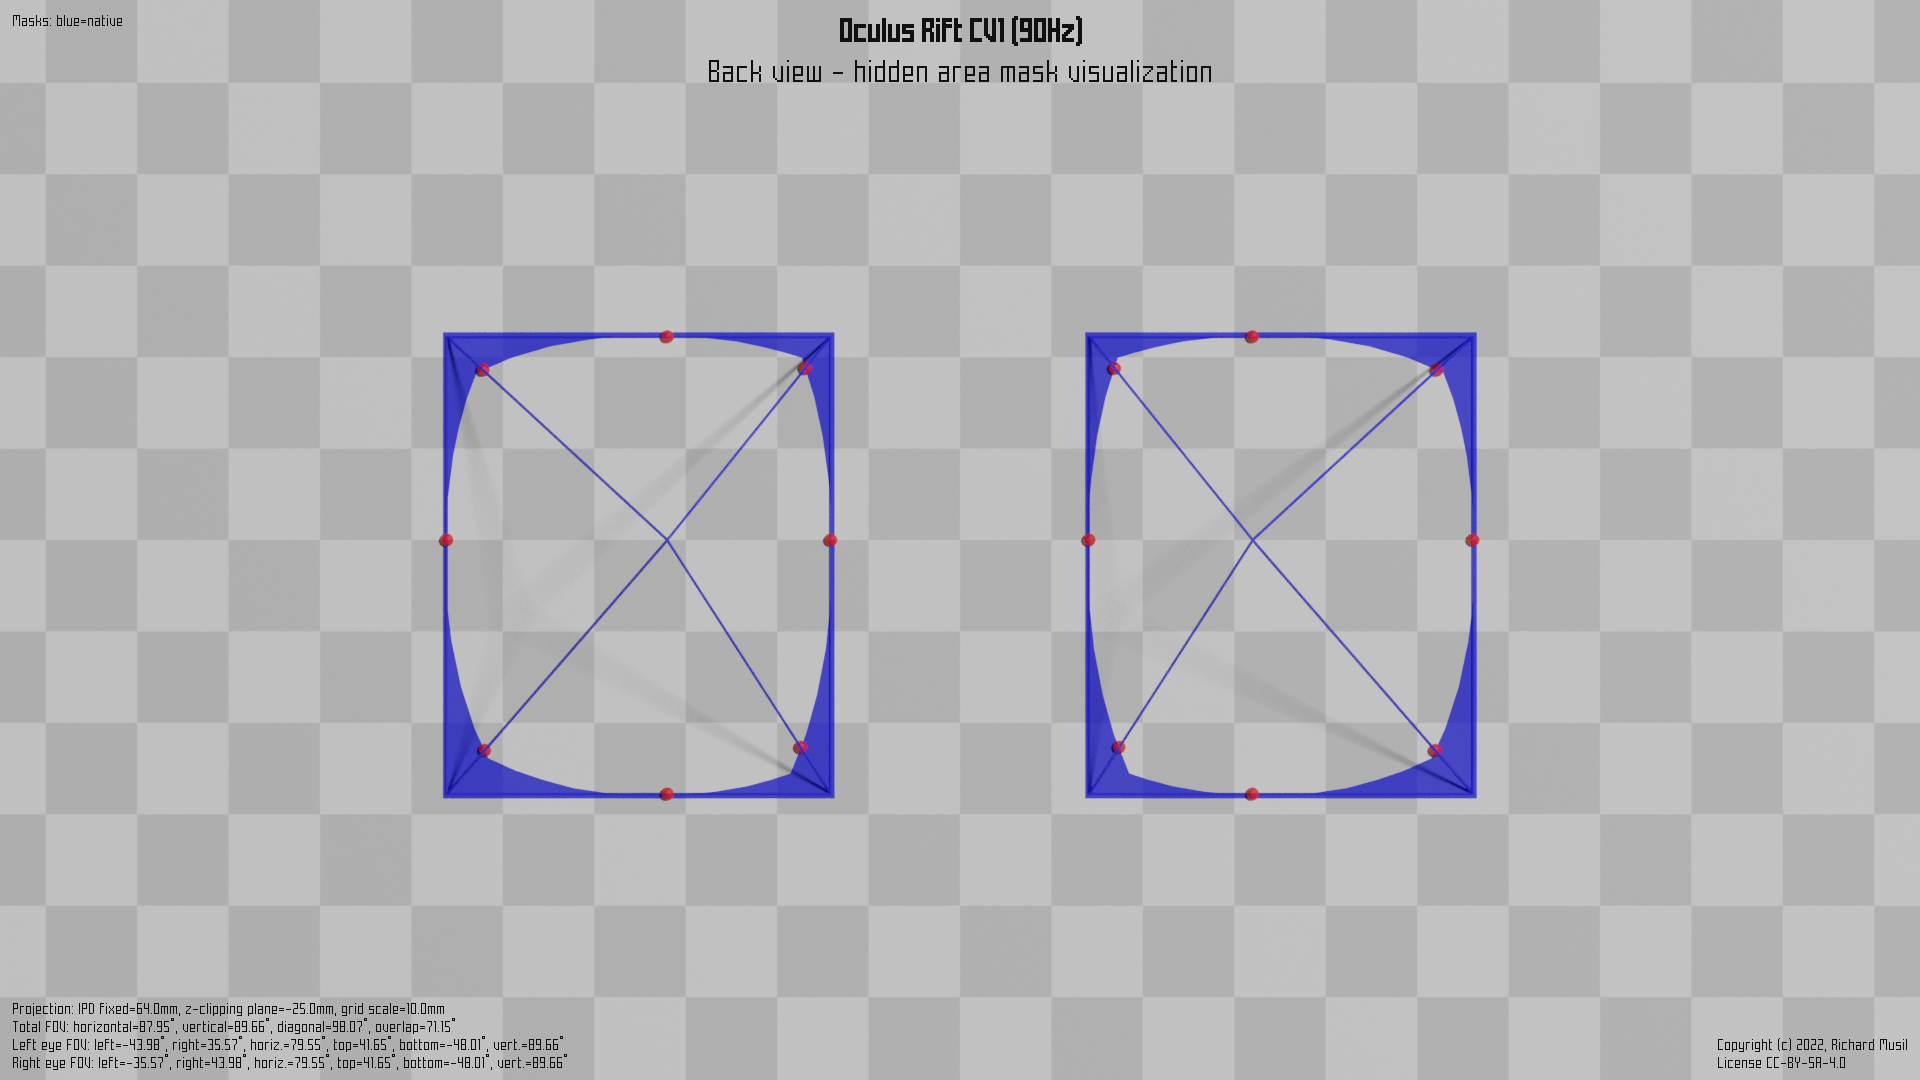 Masks: blue=native
Oculus Rift CV1 (90Hz)
Back view - hidden area mask visualization
Projection: IPD fixed=64.0mm, z-clipping plane=-25.0mm, grid scale=10.0mm
Total FOV: horizontal=87.95°, vertical=89.66°, diagonal=98.07°, overlap=71.15°
Left eye FOV: left=-43.98°, right=35.57°, horiz.=79.55°, top=41.65°, bottom=-48.01°, vert.=89.66°
Right eye FOV: left=-35.57°, right=43.98°, horiz.=79.55°, top=41.65°, bottom=-48.01°, vert.=89.66°
Copyright (c) 2022, Richard Musil
License CC-BY-SA-4.0